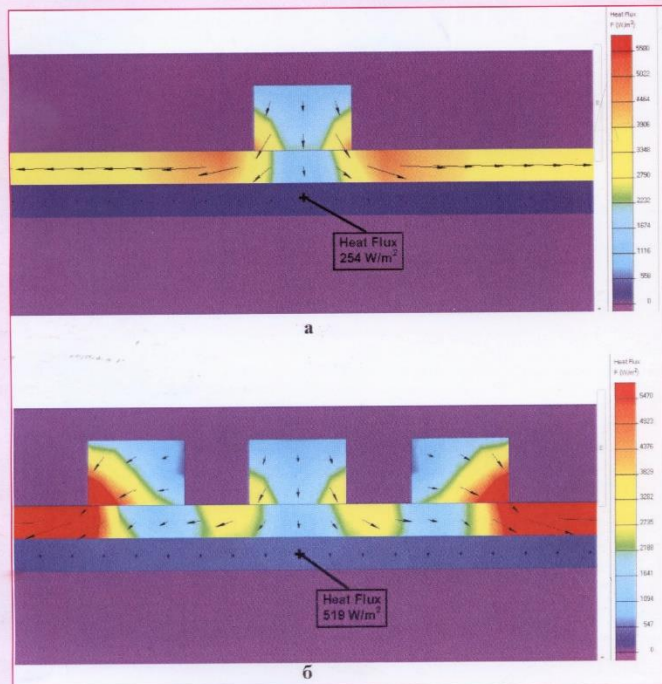 Heat Flux
F (W/m²)
5580
5022
4464
3906
3348
2790
2232
1674
1116
558
0
Heat Flux
254 W/m²
а
Heat Flux
F (W/m²)
5470
4923
4376
3829
3282
2735
2188
1641
1094
547
0
Heat Flux
519 W/m²
б